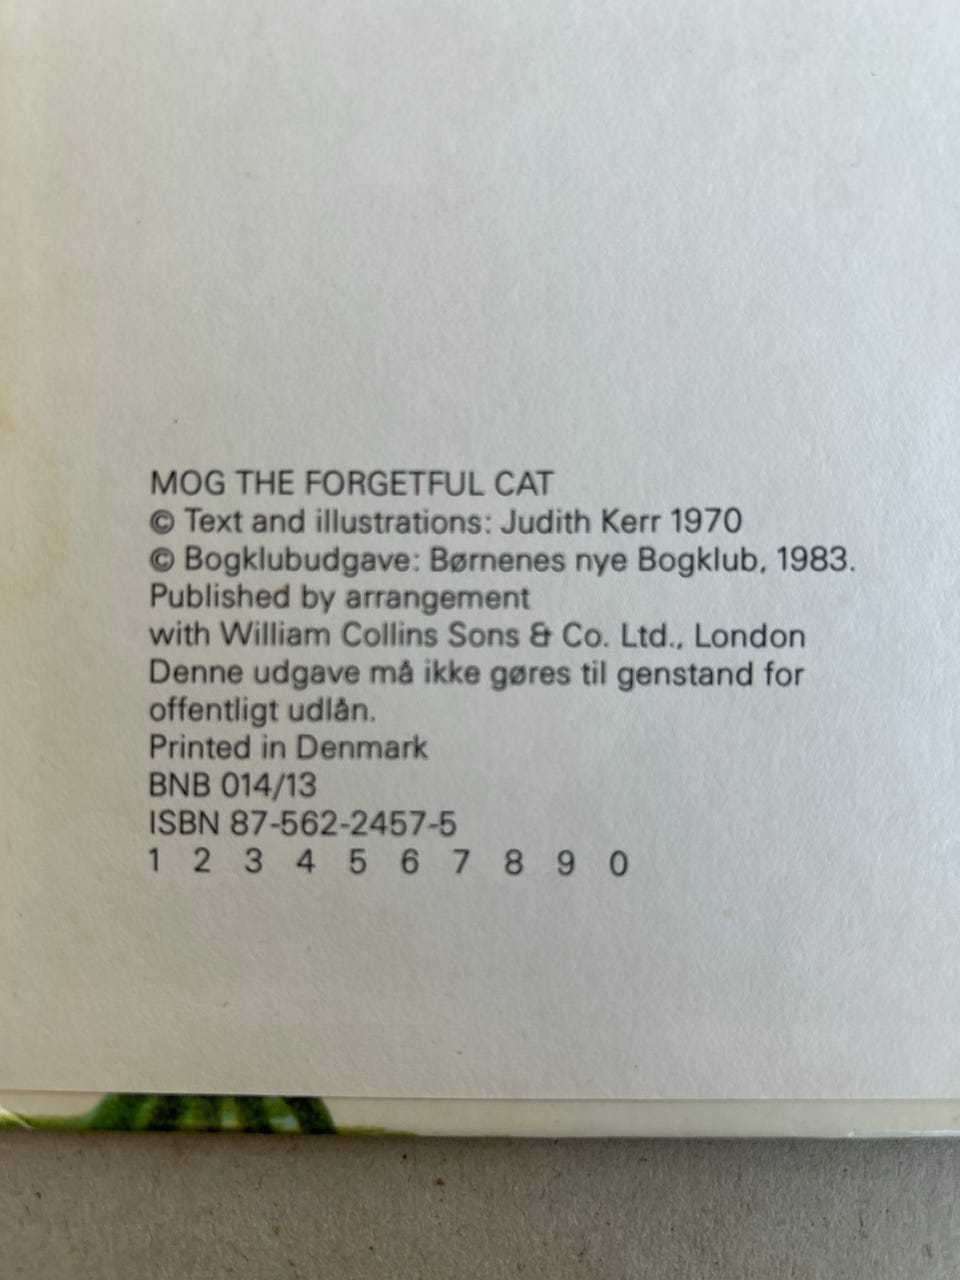 MOG THE FORGETFUL CAT
© Text and illustrations: Judith Kerr 1970
© Bogklubudgave: Børnenes nye Bogklub, 1983.
Published by arrangement
with William Collins Sons & Co. Ltd., London
Denne udgave må ikke gøres til genstand for
offentligt udlån.
Printed in Denmark
BNB 014/13
ISBN 87-562-2457-5
1 2 3 4 5 6 7 8 9 0